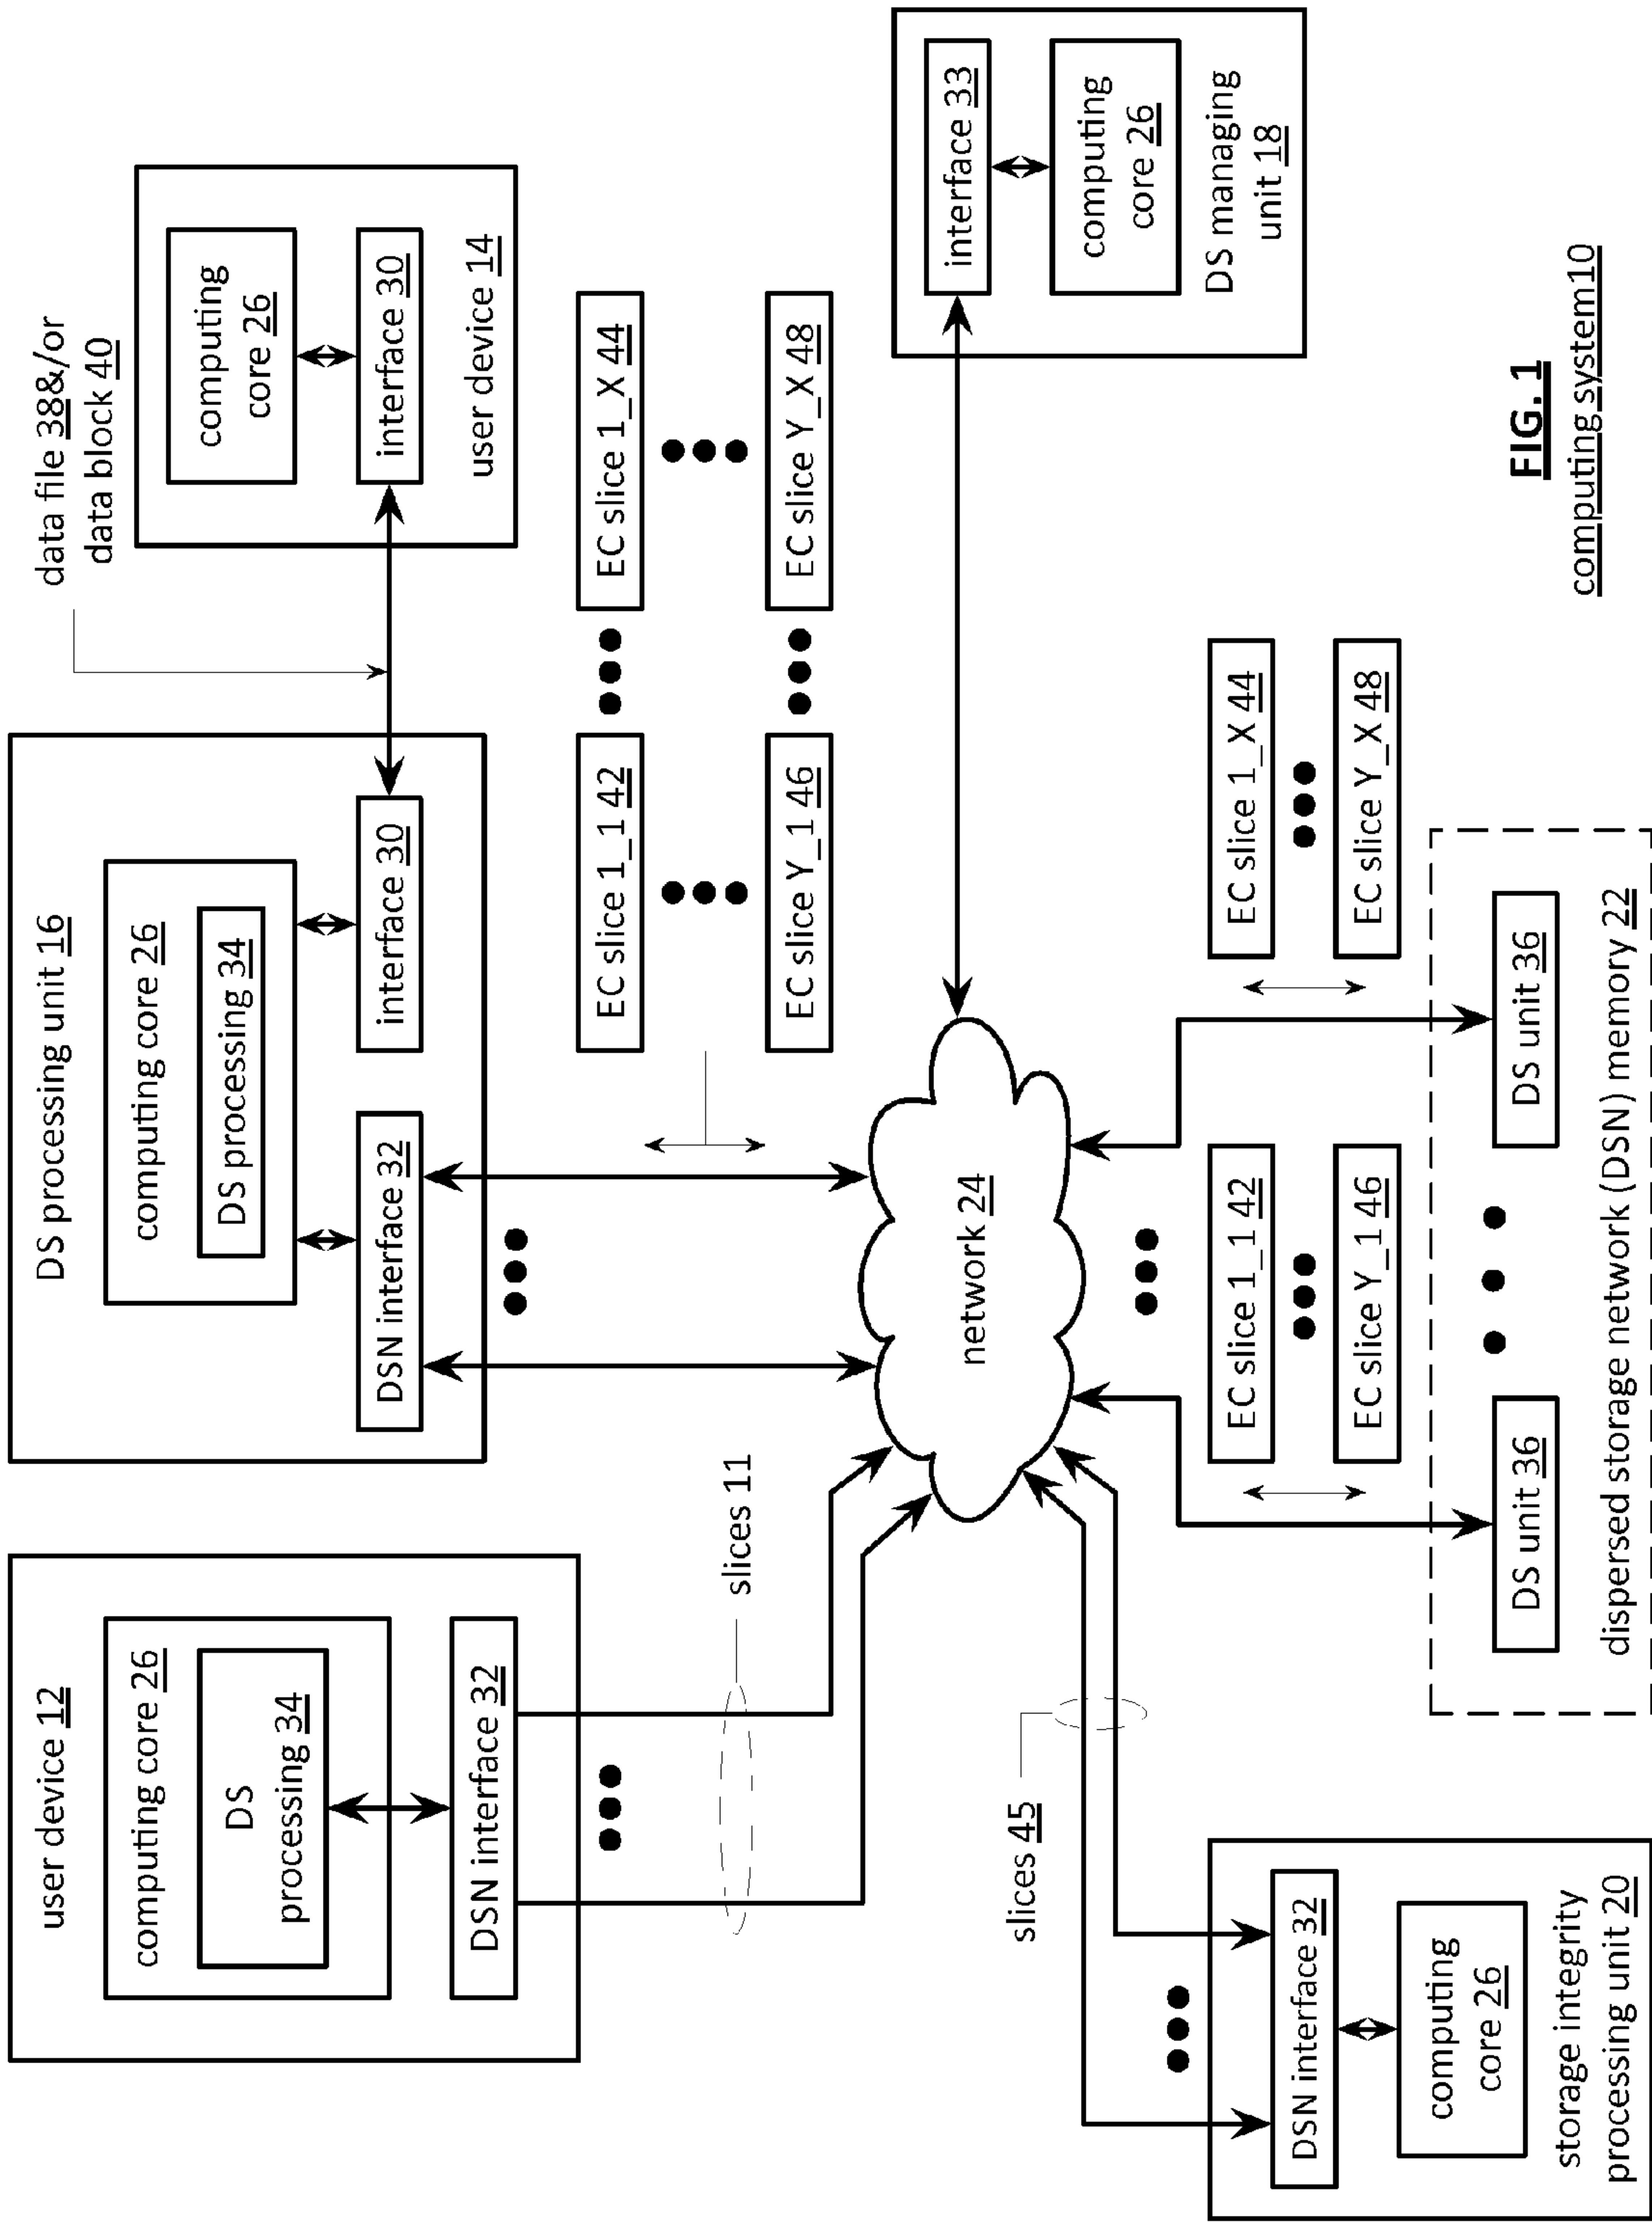 user device 12
computing core 26
DS
processing 34
DSN interface 32
slices 11
DS processing unit 16
computing core 26
DS processing 34
DSN interface 32
interface 30
data file 38&/or
data block 40
computing
core 26
interface 30
user device 14
EC slice 1_1 42
EC slice 1_X 44
EC slice Y_1 46
EC slice Y_X 48
network 24
interface 33
computing
core 26
DS managing
unit 18
slices 45
DSN interface 32
computing
core 26
storage integrity
processing unit 20
EC slice 1_1 42
EC slice Y_1 46
EC slice 1_X 44
EC slice Y_X 48
DS unit 36
DS unit 36
dispersed storage network (DSN) memory 22
FIG. 1
computing system10